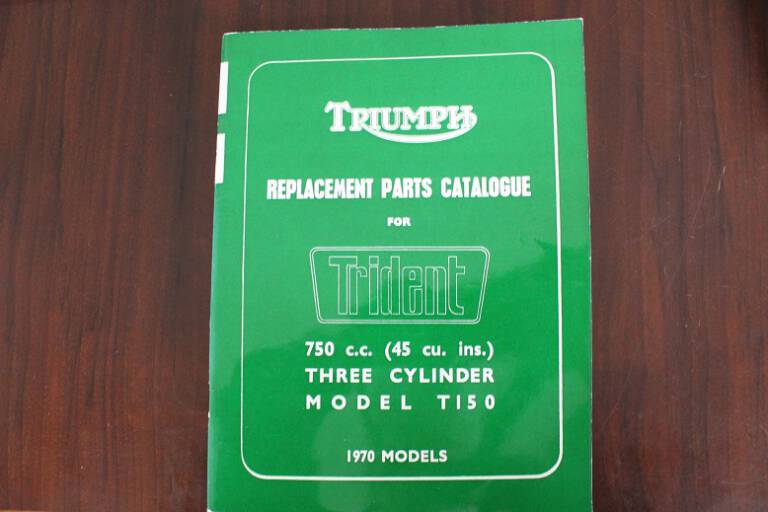 TRIUMPH
REPLACEMENT PARTS CATALOGUE
FOR
Trident
750 c.c. (45 cu. ins.)
THREE CYLINDER
MODEL T150
1970 MODELS